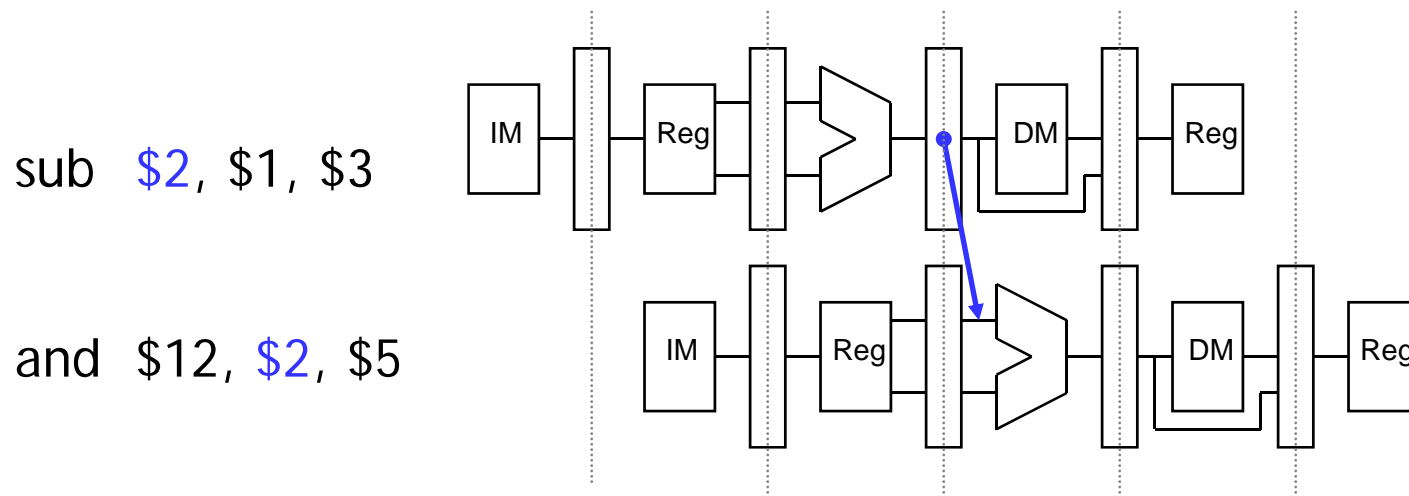 IM Reg DM Reg
sub $2, $1, $3
IM Reg DM Reg
and $12, $2, $5